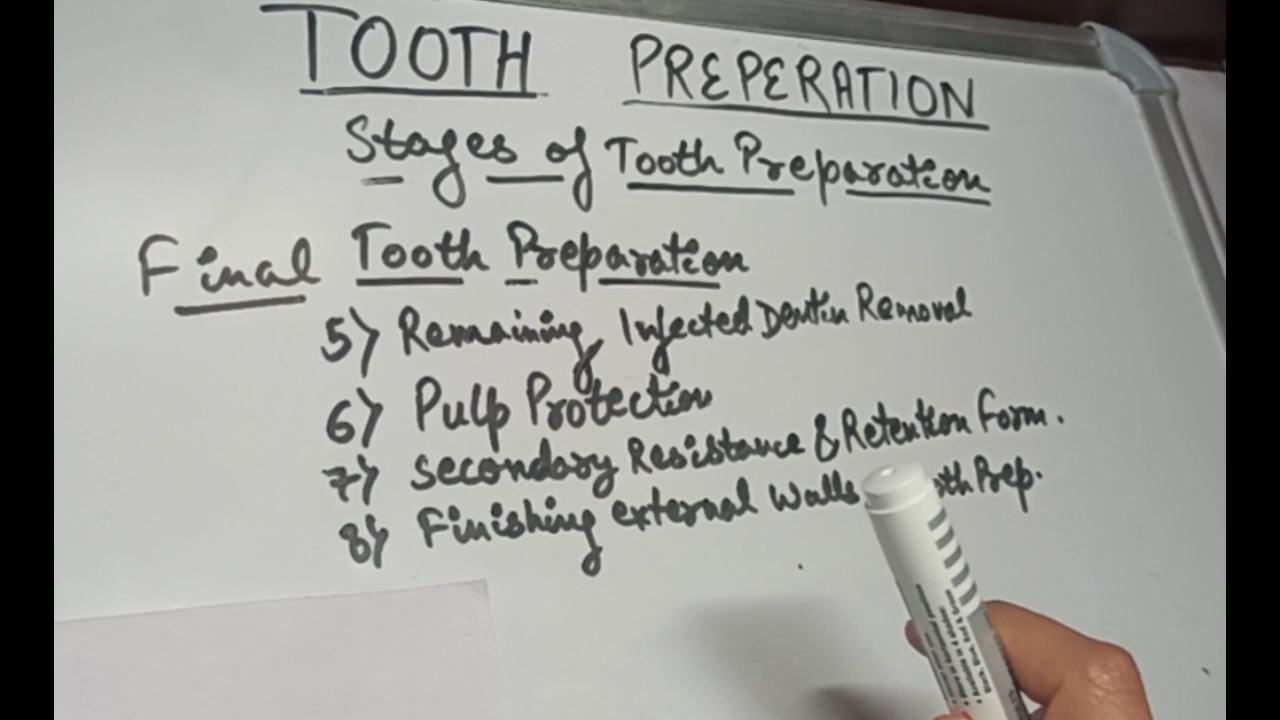 TOOTH PREPERATION
Stages of Tooth Preparation
Final Tooth Preparation
5) Remaining Infected Dentin Removal
6) Pulp Protection
7) Secondary Resistance & Retention Form.
8) Finishing external Walls Prep.